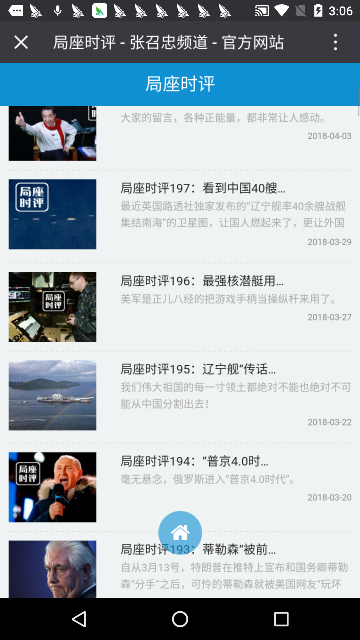 3:06
局座时评 - 张召忠频道 - 官方网站
局座时评
大家的留言，各种正能量，都非常让人感动。
2018-04-03
局座时评
局座时评197：看到中国40艘…
最近英国路透社独家发布的“辽宁舰率40余艘战舰
集结南海”的卫星图，让国人燃起来了，更让外国
2018-03-29
局座时评
局座时评196：最强核潜艇用…
美军是正儿八经的把游戏手柄当操纵杆来用了。
2018-03-27
局座时评195：辽宁舰“传话…
我们伟大祖国的每一寸领土都绝对不能也绝对不可
能从中国分割出去！
2018-03-22
局座时评
局座时评194：“普京4.0时…
毫无悬念，俄罗斯进入“普京4.0时代”。
2018-03-20
局座时评193：蒂勒森“被前…
自从3月13号，特朗普在推特上宣布和国务卿蒂勒
森“分手”之后，可怜的蒂勒森就被美国网友“玩坏